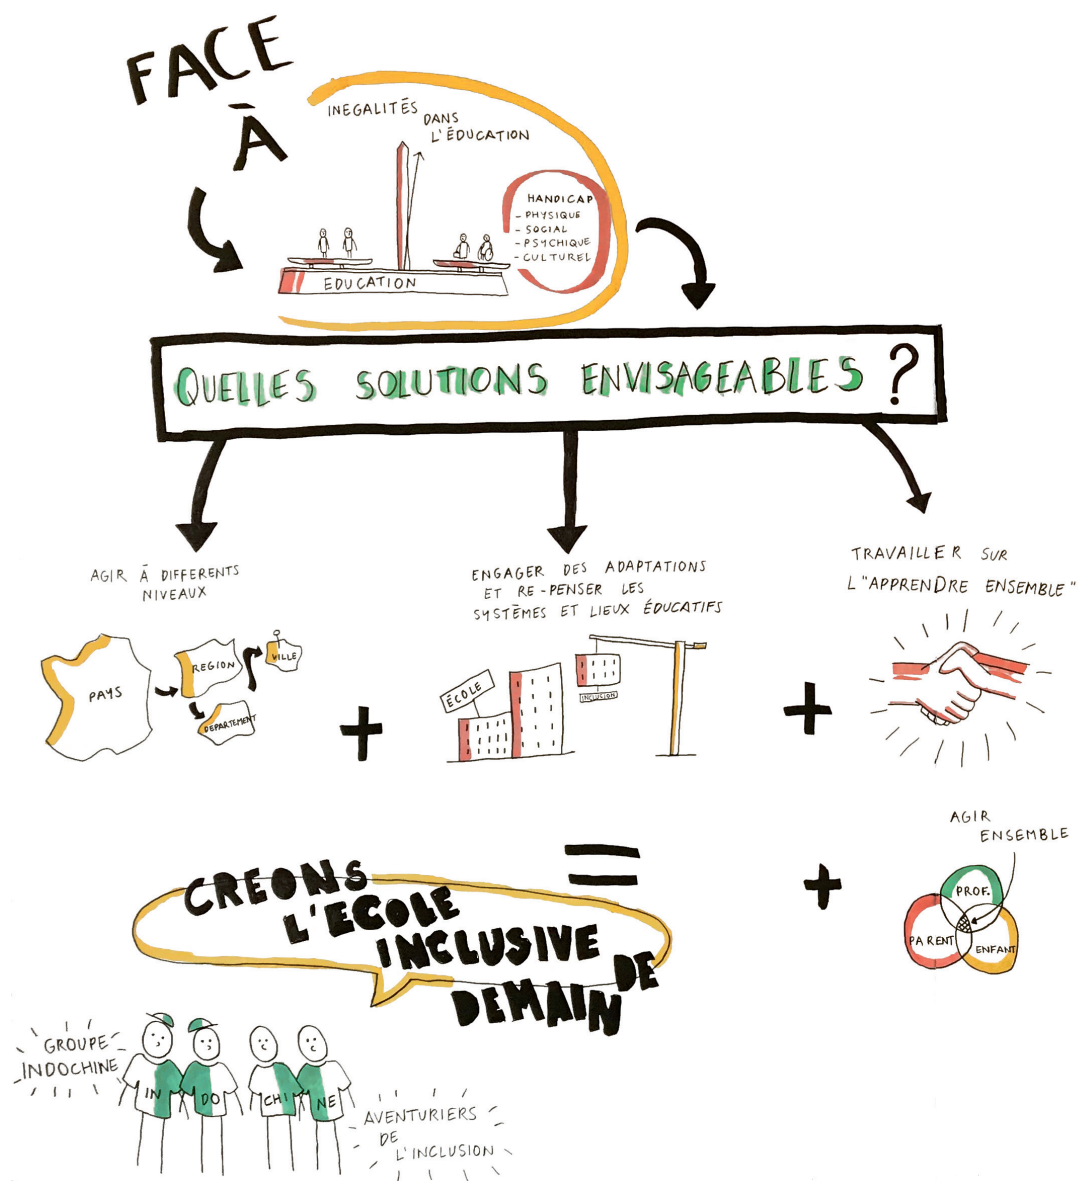 FACE
À
INEGALITÉS
DANS
L'ÉDUCATION
HANDICAP
- PHYSIQUE
- SOCIAL
- PSYCHIQUE
- CULTUREL
EDUCATION
QUELLES SOLUTIONS ENVISAGEABLES ?
AGIR À DIFFERENTS
NIVEAUX
PAYS
REGION
VILLE
DEPARTEMENT
+
ENGAGER DES ADAPTATIONS
ET RE-PENSER LES
SYSTÈMES ET LIEUX ÉDUCATIFS
ÉCOLE
INCLUSION
+
TRAVAILLER SUR
L'"APPRENDRE ENSEMBLE"
+
AGIR
ENSEMBLE
PROF.
PARENT
ENFANT
=
CREONS
L'ECOLE
INCLUSIVE
DE
DEMAIN
GROUPE
INDOCHINE
IN
DO
CHI
NE
AVENTURIERS
DE
L'INCLUSION